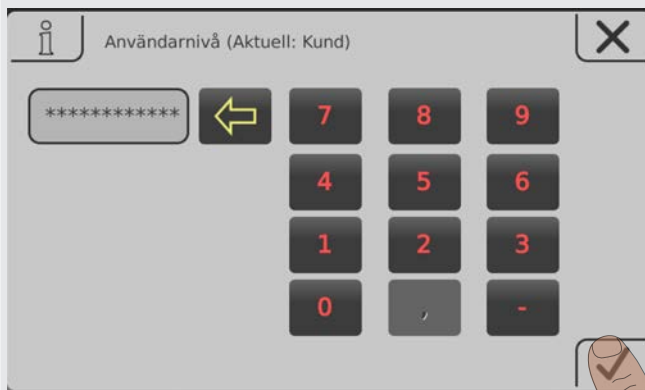 Användarnivå (Aktuell: Kund)
************
7 8 9
4 5 6
1 2 3
0 , -